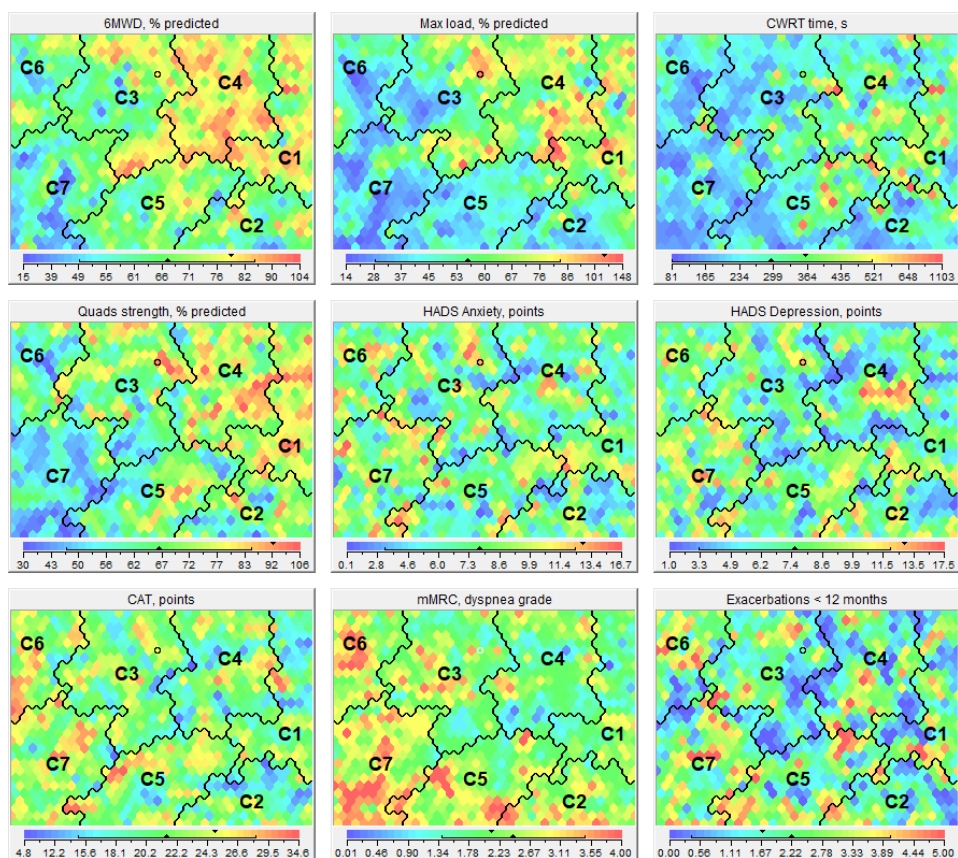 6MWD, % predicted
Max load, % predicted
CWRT time, s
C6 C3 C4 C1 C7 C5 C2
C6 C3 C4 C1 C7 C5 C2
C6 C3 C4 C1 C7 C5 C2
15 39 49 55 61 66 71 76 82 90 104
14 28 37 45 53 60 67 76 86 101 148
81 165 234 299 366 435 521 648 1103
Quads strength, % predicted
HADS Anxiety, points
HADS Depression, points
C6 C3 C4 C1 C7 C5 C2
C6 C3 C4 C1 C7 C5 C2
C6 C3 C4 C1 C7 C5 C2
30 43 50 56 62 67 72 77 83 92 106
0.1 2.8 4.6 6.0 7.3 8.6 9.9 11.4 13.4 16.7
1.0 3.3 4.9 6.2 7.4 8.6 9.9 11.2 13.5 17.5
CAT, points
mMRC, dyspnea grade
Exacerbations < 12 months
C6 C3 C4 C1 C7 C5 C2
C6 C3 C4 C1 C7 C5 C2
C6 C3 C4 C1 C7 C5 C2
4.8 12.2 15.6 18.1 20.2 22.2 24.3 26.6 29.5 34.6
0.01 0.46 0.90 1.34 1.78 2.23 2.67 3.11 3.55 4.00
0.00 0.56 1.11 1.67 2.22 2.78 3.33 3.89 4.44 5.00